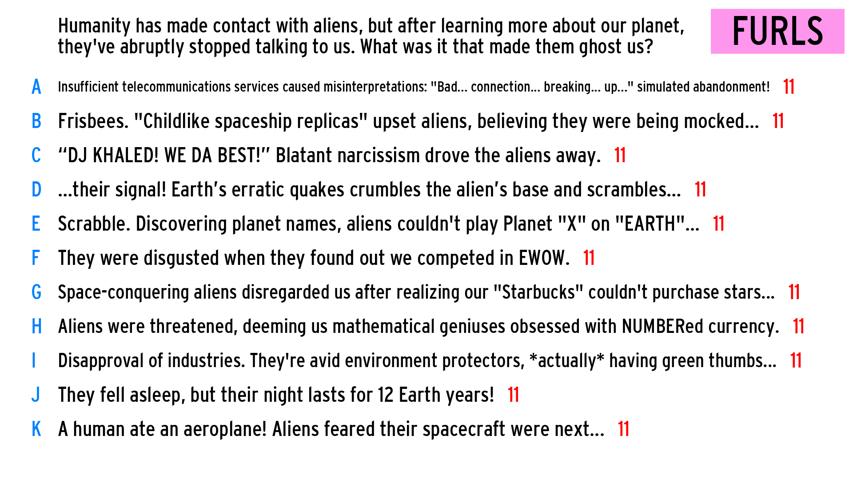 Humanity has made contact with aliens, but after learning more about our planet,
they've abruptly stopped talking to us. What was it that made them ghost us?
FURLS
A Insufficient telecommunications services caused misinterpretations: "Bad... connection... breaking... up..." simulated abandonment! 11
B Frisbees. "Childlike spaceship replicas" upset aliens, believing they were being mocked... 11
C “DJ KHALED! WE DA BEST!” Blatant narcissism drove the aliens away. 11
D ...their signal! Earth’s erratic quakes crumbles the alien’s base and scrambles... 11
E Scrabble. Discovering planet names, aliens couldn't play Planet "X" on "EARTH"... 11
F They were disgusted when they found out we competed in EWOW. 11
G Space-conquering aliens disregarded us after realizing our "Starbucks" couldn't purchase stars... 11
H Aliens were threatened, deeming us mathematical geniuses obsessed with NUMBERed currency. 11
I Disapproval of industries. They're avid environment protectors, *actually* having green thumbs... 11
J They fell asleep, but their night lasts for 12 Earth years! 11
K A human ate an aeroplane! Aliens feared their spacecraft were next... 11